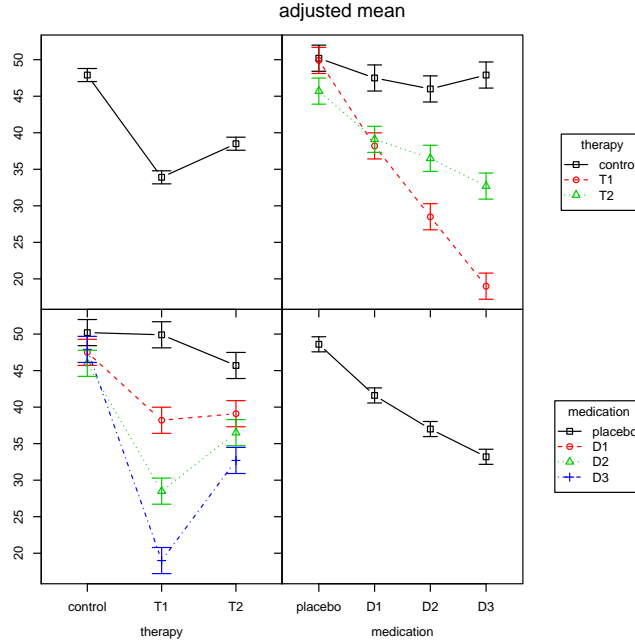 adjusted mean
50
45
40
35
30
25
20
therapy
control
T1
T2
50
45
40
35
30
25
20
medication
placebo
D1
D2
D3
control T1 T2
placebo D1 D2 D3
therapy
medication